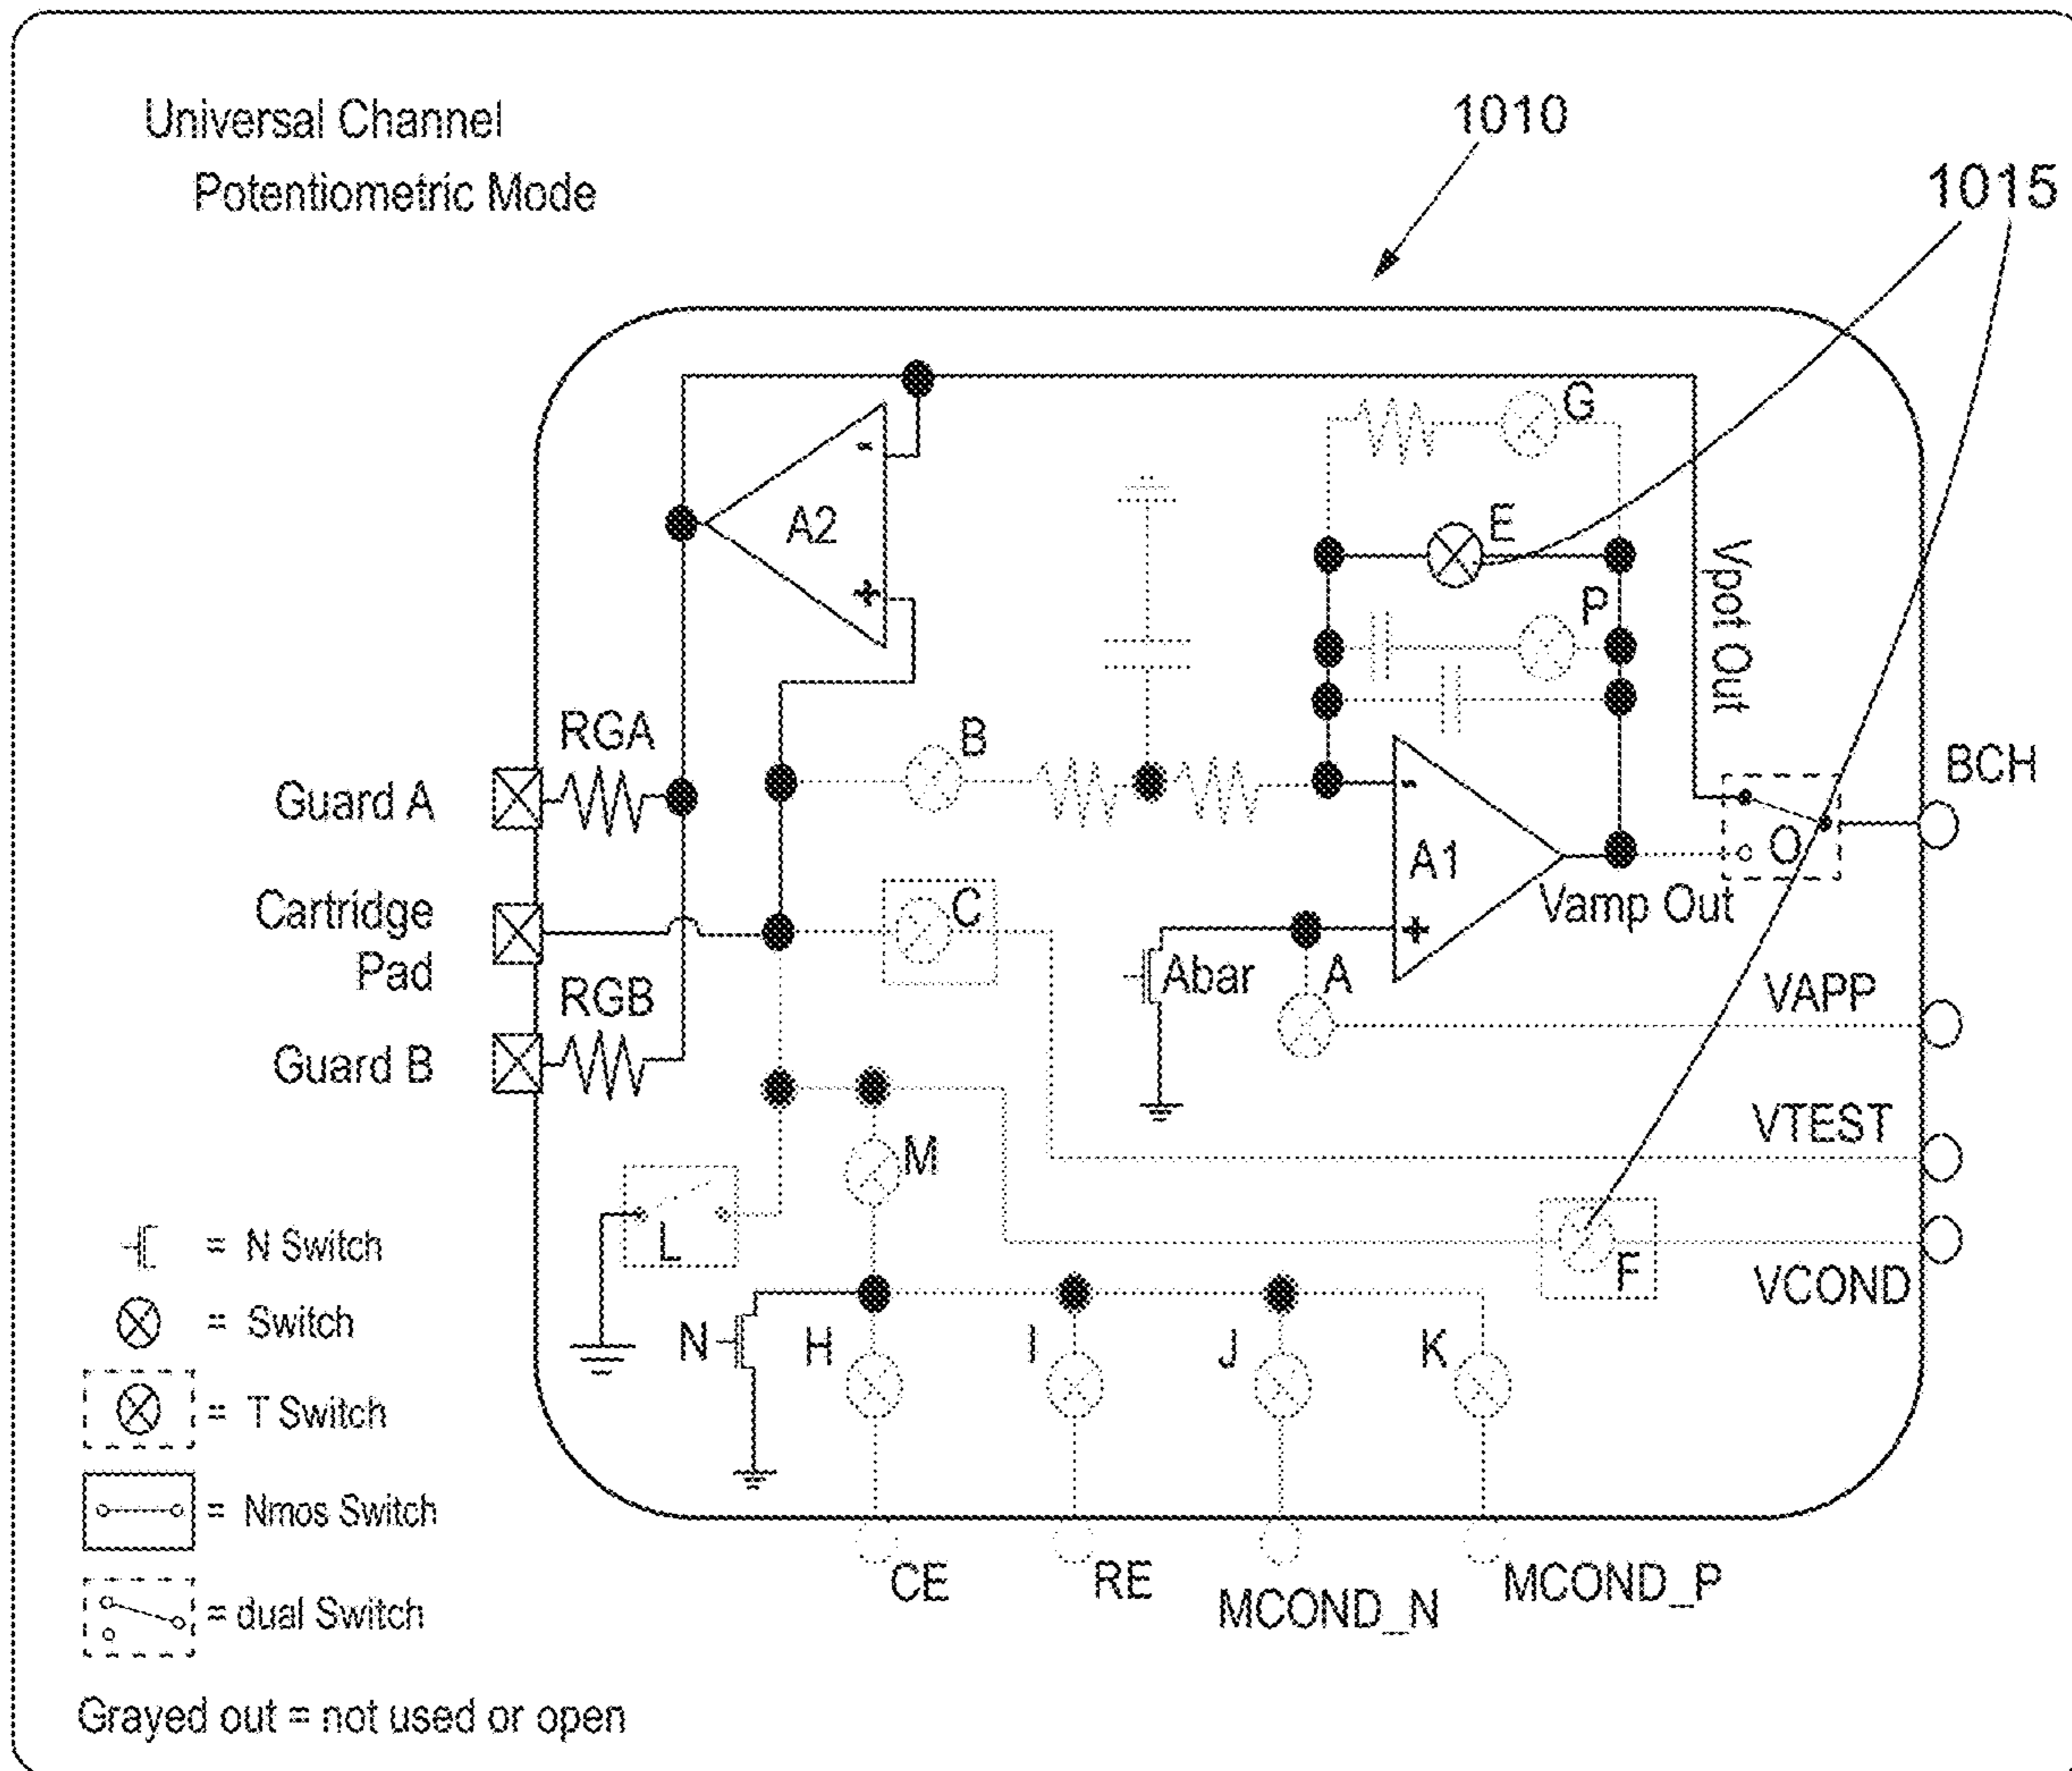 Universal Channel
Potentiometric Mode
1010
1015
G
E
P
A2
-
+
Vpot Out
B
RGA
Guard A
BCH
-
A1
O
Vamp Out
+
Cartridge
Pad
C
Abar
A
VAPP
RGB
Guard B
VTEST
M
L
F
VCOND
N
H
I
J
K
CE
RE
MCOND_N
MCOND_P
= N Switch
= Switch
= T Switch
= Nmos Switch
= dual Switch
Grayed out = not used or open